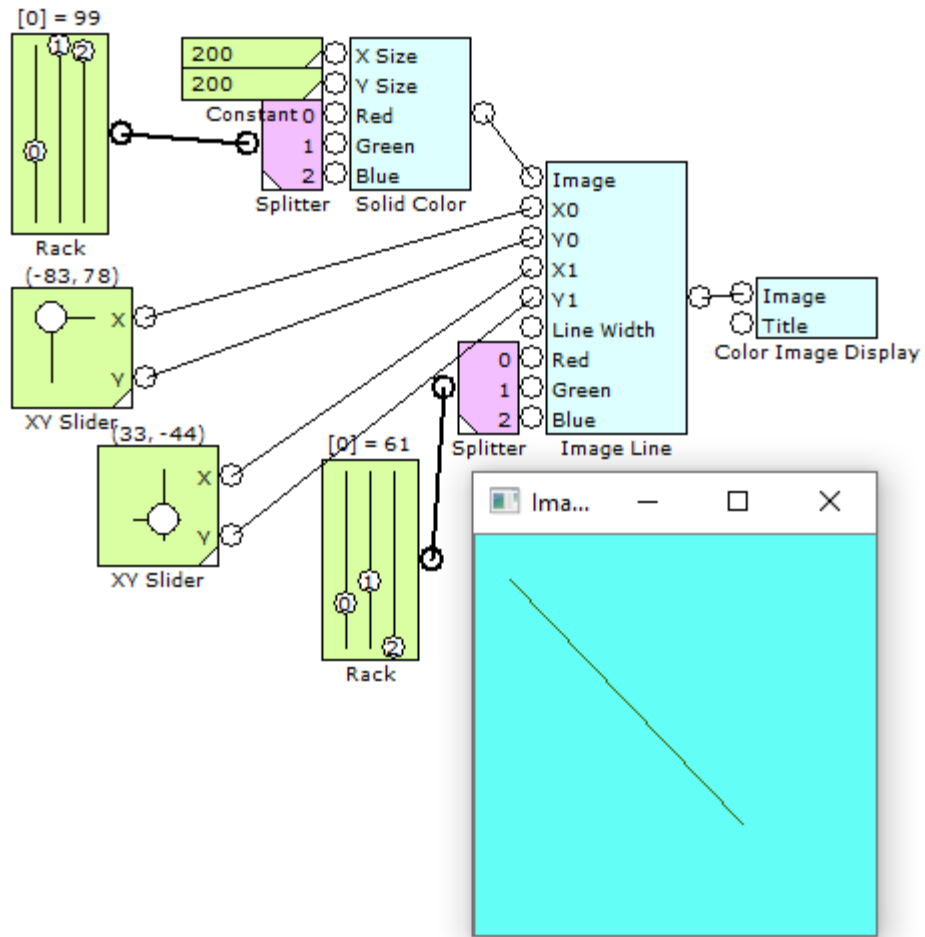 [0] = 99
0
1
2
Rack
200
200
Constant
0
1
2
Splitter
X Size
Y Size
Red
Green
Blue
Solid Color
(-83, 78)
X
Y
XY Slider
(33, -44)
X
Y
XY Slider
[0] = 61
0
1
2
Rack
0
1
2
Splitter
Image
X0
Y0
X1
Y1
Line Width
Red
Green
Blue
Image Line
Image
Title
Color Image Display
Ima...